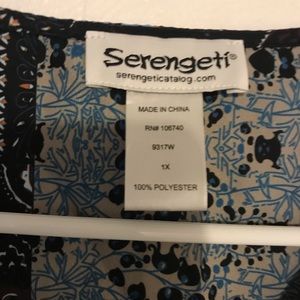 Serengeti®
serengeticatalog.com
MADE IN CHINA
RN# 106740
9317W
1X
100% POLYESTER